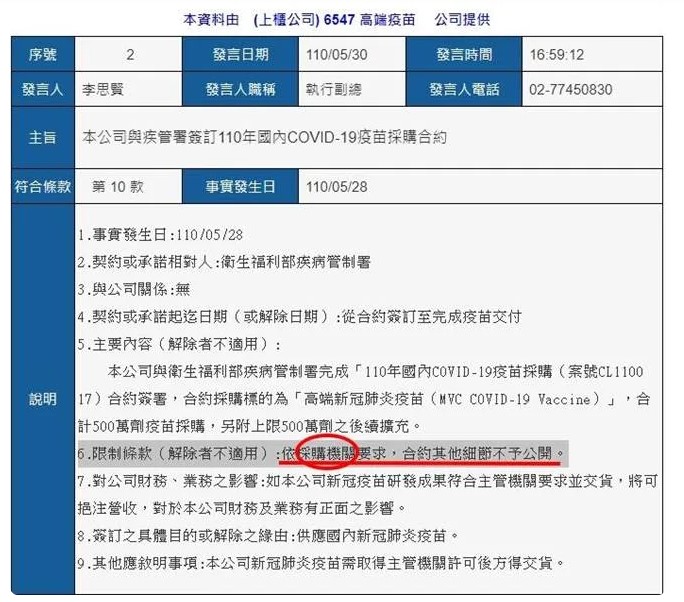 本資料由 (上櫃公司) 6547 高端疫苗 公司提供
序號 2 發言日期 110/05/30 發言時間 16:59:12
發言人 李思賢 發言人職稱 執行副總 發言人電話 02-77450830
主旨 本公司與疾管署簽訂110年國內COVID-19疫苗採購合約
符合條款 第 10 款 事實發生日 110/05/28
說明
1.事實發生日:110/05/28
2.契約或承諾相對人:衛生福利部疾病管制署
3.與公司關係:無
4.契約或承諾起迄日期（或解除日期）:從合約簽訂至完成疫苗交付
5.主要內容（解除者不適用）:
本公司與衛生福利部疾病管制署完成「110年國內COVID-19疫苗採購（案號CL1100
17）合約簽署，合約採購標的為「高端新冠肺炎疫苗（MVC COVID-19 Vaccine）」，合
計500萬劑疫苗採購，另附上限500萬劑之後續擴充。
6.限制條款（解除者不適用）:依採購機關要求，合約其他細節不予公開。
7.對公司財務、業務之影響:如本公司新冠疫苗研發成果符合主管機關要求並交貨，將可
挹注營收，對於本公司財務及業務有正面之影響。
8.簽訂之具體目的或解除之緣由:供應國內新冠肺炎疫苗。
9.其他應敘明事項:本公司新冠肺炎疫苗需取得主管機關許可後方得交貨。